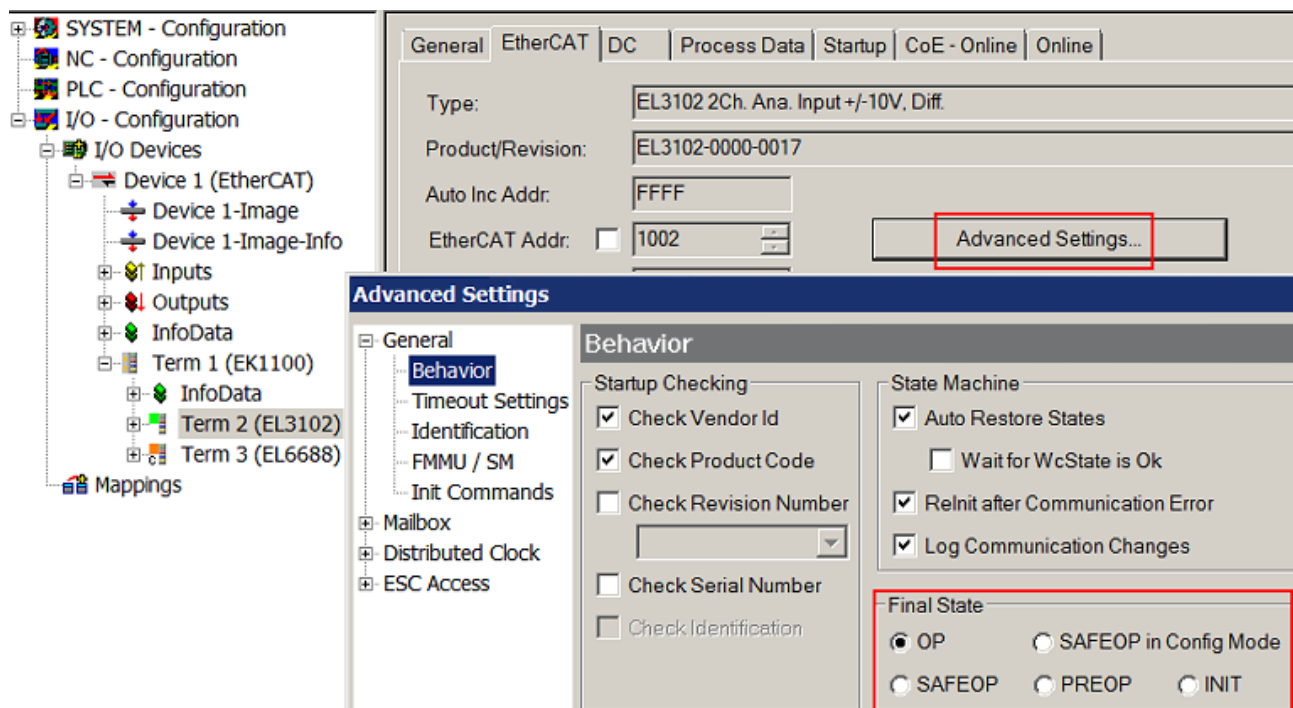 SYSTEM - Configuration
NC - Configuration
PLC - Configuration
I/O - Configuration
I/O Devices
Device 1 (EtherCAT)
Device 1-Image
Device 1-Image-Info
Inputs
Outputs
InfoData
Term 1 (EK1100)
InfoData
Term 2 (EL3102)
Term 3 (EL6688)
Mappings
General EtherCAT DC Process Data Startup CoE - Online Online
Type: EL3102 2Ch. Ana. Input +/-10V, Diff.
Product/Revision: EL3102-0000-0017
Auto Inc Addr: FFFF
EtherCAT Addr: 1002 Advanced Settings...
Advanced Settings
General
Behavior
Timeout Settings
Identification
FMMU / SM
Init Commands
Mailbox
Distributed Clock
ESC Access
Behavior
Startup Checking
Check Vendor Id
Check Product Code
Check Revision Number
Check Serial Number
Check Identification
State Machine
Auto Restore States
Wait for WcState is Ok
ReInit after Communication Error
Log Communication Changes
Final State
OP SAFEOP in Config Mode
SAFEOP PREOP INIT